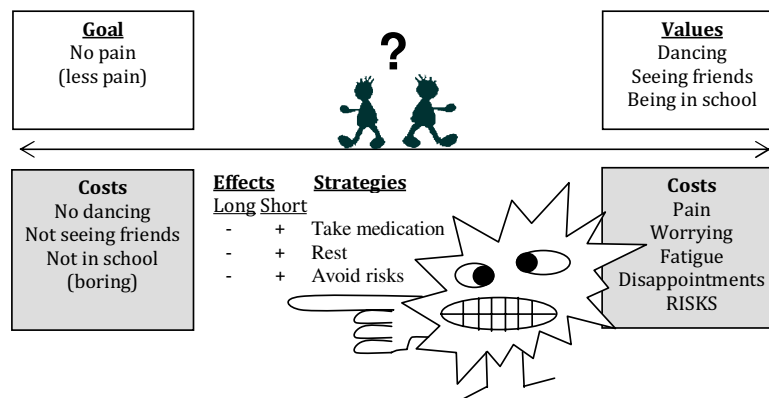 Goal
No pain
(less pain)
?
Values
Dancing
Seeing friends
Being in school
Costs
No dancing
Not seeing friends
Not in school
(boring)
Effects Strategies
Long Short
- + Take medication
- + Rest
- + Avoid risks
Costs
Pain
Worrying
Fatigue
Disappointments
RISKS